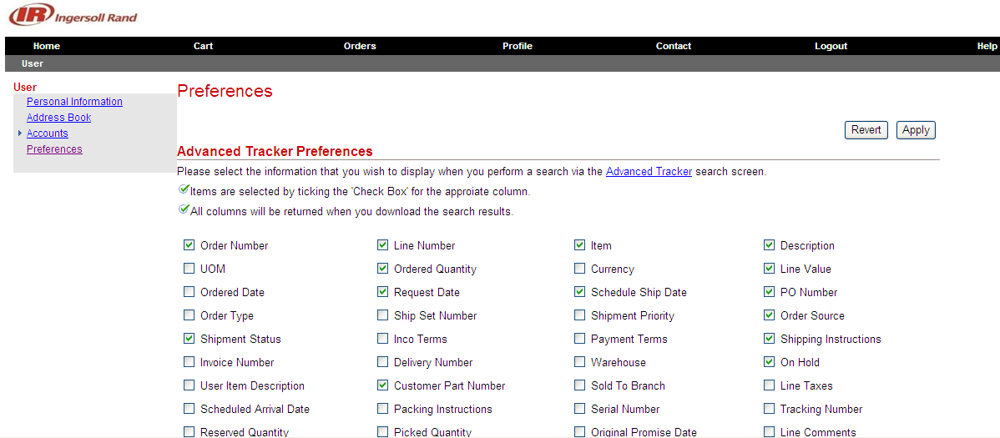 IR Ingersoll Rand
Home Cart Orders Profile Contact Logout Help
User
User
Personal Information
Address Book
Accounts
Preferences
Preferences
Revert Apply
Advanced Tracker Preferences
Please select the information that you wish to display when you perform a search via the Advanced Tracker search screen.
Items are selected by ticking the 'Check Box' for the approiate column.
All columns will be returned when you download the search results.
Order Number Line Number Item Description
UOM Ordered Quantity Currency Line Value
Ordered Date Request Date Schedule Ship Date PO Number
Order Type Ship Set Number Shipment Priority Order Source
Shipment Status Inco Terms Payment Terms Shipping Instructions
Invoice Number Delivery Number Warehouse On Hold
User Item Description Customer Part Number Sold To Branch Line Taxes
Scheduled Arrival Date Packing Instructions Serial Number Tracking Number
Reserved Quantity Picked Quantity Original Promise Date Line Comments